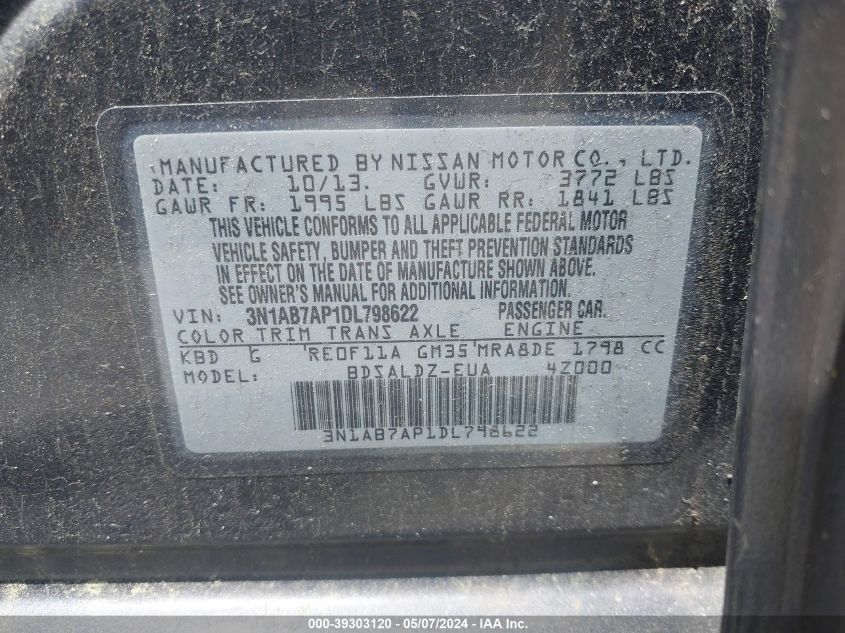 MANUFACTURED BY NISSAN MOTOR CO., LTD.
DATE: 10/13. GVWR: 3772 LBS
GAWR FR: 1995 LBS GAWR RR: 1841 LBS
THIS VEHICLE CONFORMS TO ALL APPLICABLE FEDERAL MOTOR
VEHICLE SAFETY, BUMPER AND THEFT PREVENTION STANDARDS
IN EFFECT ON THE DATE OF MANUFACTURE SHOWN ABOVE.
SEE OWNER'S MANUAL FOR ADDITIONAL INFORMATION.
VIN: 3N1AB7AP1DL798622 PASSENGER CAR.
COLOR TRIM TRANS AXLE ENGINE
KBD G RE0F11A GM35 MRA8DE 1798 CC
MODEL: BDSALDZ-EUA 4Z000
3N1AB7AP1DL798622
000-39303120 - 05/07/2024 - IAA, Inc.